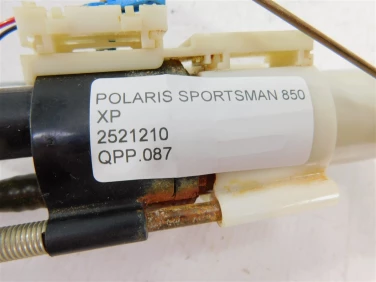 POLARIS SPORTSMAN 850
XP
2521210
QPP.087